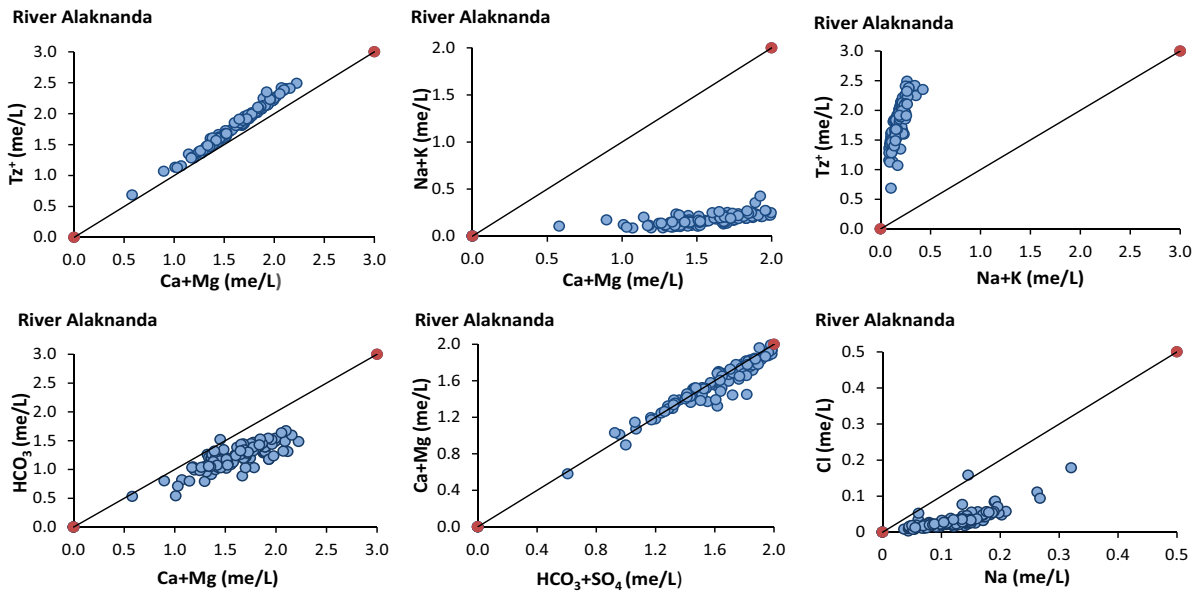 River Alaknanda
3.0
2.5
2.0
1.5
1.0
0.5
0.0
Tz⁺ (me/L)
0.0 0.5 1.0 1.5 2.0 2.5 3.0
Ca+Mg (me/L)
River Alaknanda
2.0
1.5
1.0
0.5
0.0
Na+K (me/L)
0.0 0.5 1.0 1.5 2.0
Ca+Mg (me/L)
River Alaknanda
3.0
2.5
2.0
1.5
1.0
0.5
0.0
Tz⁺ (me/L)
0.0 0.5 1.0 1.5 2.0 2.5 3.0
Na+K (me/L)
River Alaknanda
3.0
2.5
2.0
1.5
1.0
0.5
0.0
HCO₃ (me/L)
0.0 0.5 1.0 1.5 2.0 2.5 3.0
Ca+Mg (me/L)
River Alaknanda
2.0
1.6
1.2
0.8
0.4
0.0
Ca+Mg (me/L)
0.0 0.4 0.8 1.2 1.6 2.0
HCO₃+SO₄ (me/L)
River Alaknanda
0.5
0.4
0.3
0.2
0.1
0
Cl (me/L)
0 0.1 0.2 0.3 0.4 0.5
Na (me/L)